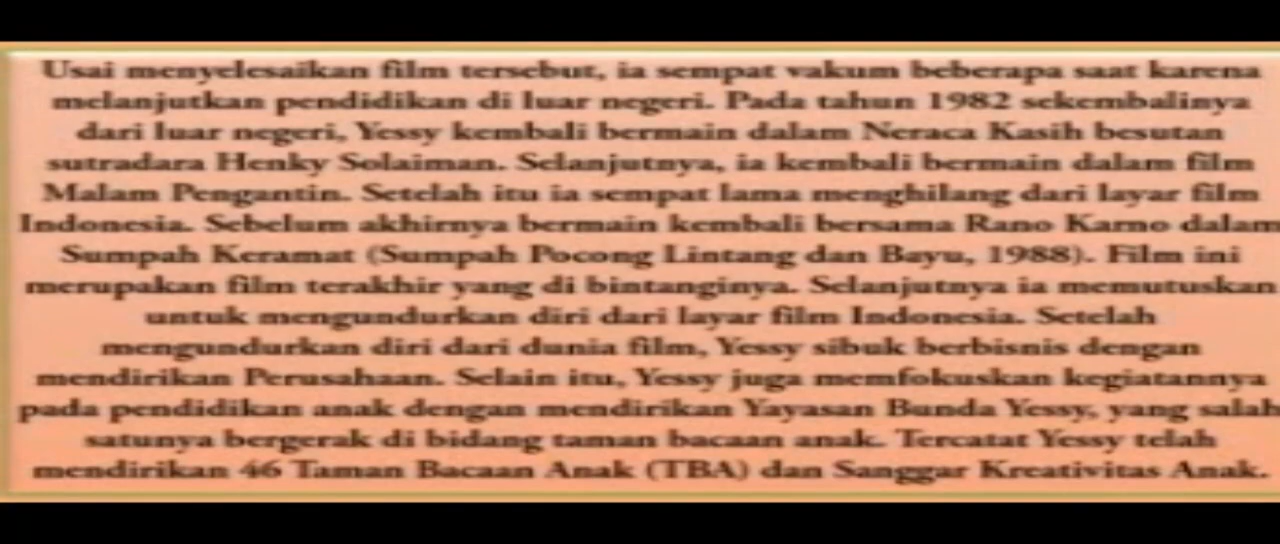 Usai menyelesaikan film tersebut, ia sempat vakum beberapa saat karena
melanjutkan pendidikan di luar negeri. Pada tahun 1982 sekembalinya
dari luar negeri, Yessy kembali bermain dalam Neraca Kasih besutan
sutradara Henky Solaiman. Selanjutnya, ia kembali bermain dalam film
Malam Pengantin. Setelah itu ia sempat lama menghilang dari layar film
Indonesia. Sebelum akhirnya bermain kembali bersama Rano Karno dalam
Sumpah Keramat (Sumpah Pocong Lintang dan Bayu, 1988). Film ini
merupakan film terakhir yang di bintanginya. Selanjutnya ia memutuskan
untuk mengundurkan diri dari layar film Indonesia. Setelah
mengundurkan diri dari dunia film, Yessy sibuk berbisnis dengan
mendirikan Perusahaan. Selain itu, Yessy juga memfokuskan kegiatannya
pada pendidikan anak dengan mendirikan Yayasan Bunda Yessy, yang salah
satunya bergerak di bidang taman bacaan anak. Tercatat Yessy telah
mendirikan 46 Taman Bacaan Anak (TBA) dan Sanggar Kreativitas Anak.